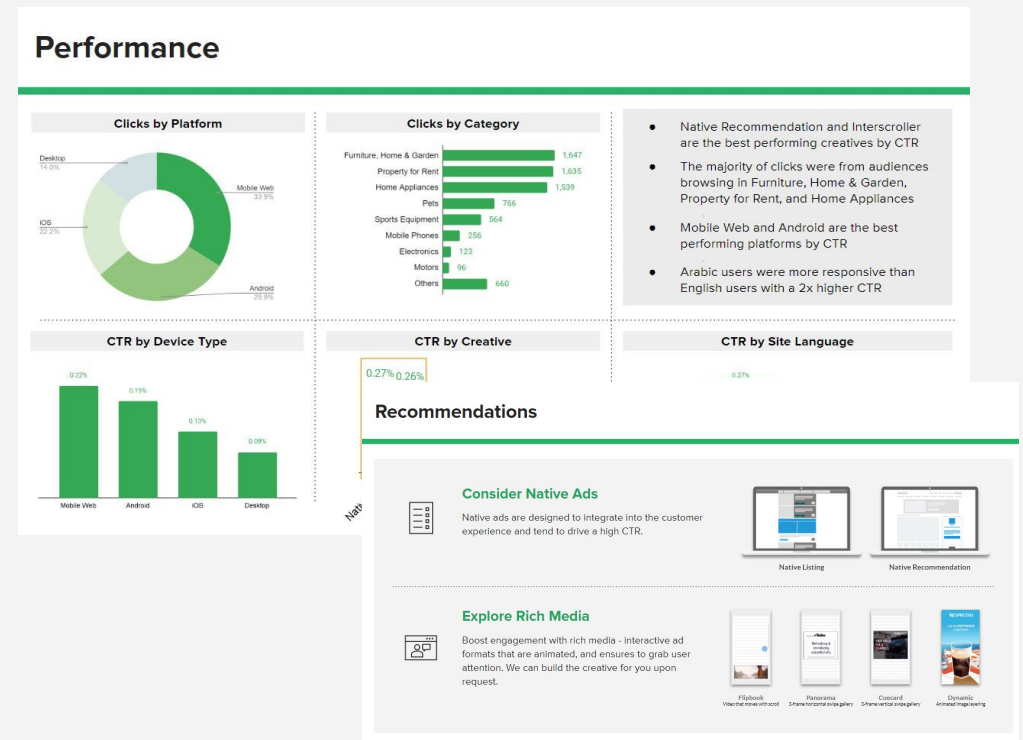 Performance
Clicks by Platform
Desktop
14.0%
Mobile Web
33.9%
iOS
22.2%
Android
29.9%
Clicks by Category
Furniture, Home & Garden 1,647
Property for Rent 1,635
Home Appliances 1,539
Pets 766
Sports Equipment 564
Mobile Phones 256
Electronics 123
Motors 96
Others 660
● Native Recommendation and Interscroller
are the best performing creatives by CTR
● The majority of clicks were from audiences
browsing in Furniture, Home & Garden,
Property for Rent, and Home Appliances
● Mobile Web and Android are the best
performing platforms by CTR
● Arabic users were more responsive than
English users with a 2x higher CTR
CTR by Device Type
0.22%
0.19%
0.13%
0.09%
Mobile Web Android iOS Desktop
CTR by Creative
0.27% 0.26%
Nati
CTR by Site Language
0.27%
Recommendations
Consider Native Ads
Native ads are designed to integrate into the customer
experience and tend to drive a high CTR.
Native Listing Native Recommendation
Explore Rich Media
Boost engagement with rich media - interactive ad
formats that are animated, and ensures to grab user
attention. We can build the creative for you upon
request.
NESPRESSO
Flipbook
Video that moves with scroll
Panorama
3-frame horizontal swipe gallery
Cuecard
3-frame vertical swipe gallery
Dynamic
Animated image layering